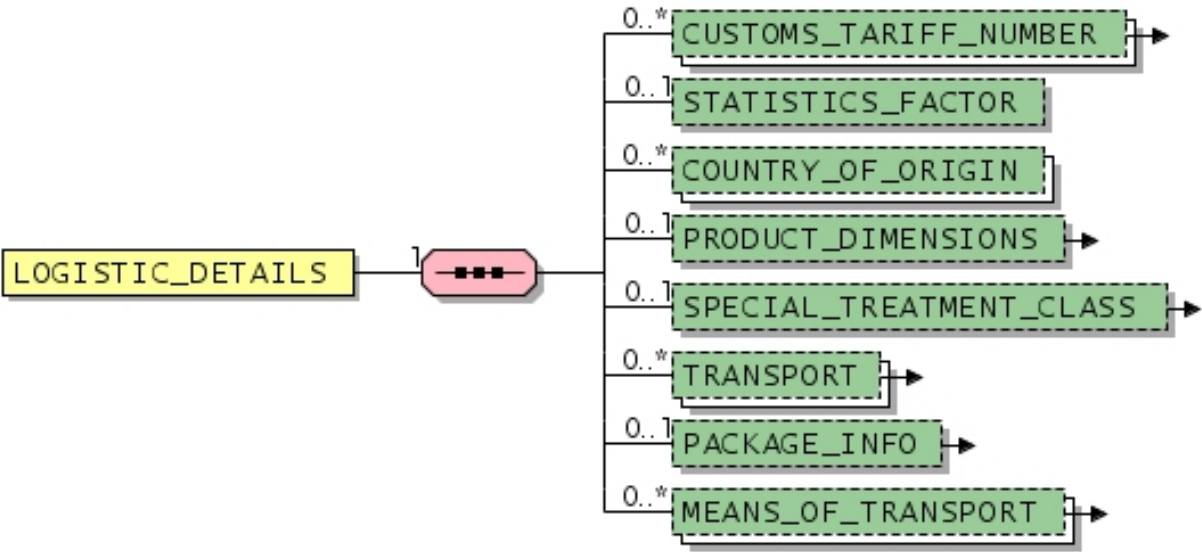 0..*
CUSTOMS_TARIFF_NUMBER
0..1
STATISTICS_FACTOR
0..*
COUNTRY_OF_ORIGIN
0..1
PRODUCT_DIMENSIONS
LOGISTIC_DETAILS
1
0..1
SPECIAL_TREATMENT_CLASS
0..*
TRANSPORT
0..1
PACKAGE_INFO
0..*
MEANS_OF_TRANSPORT